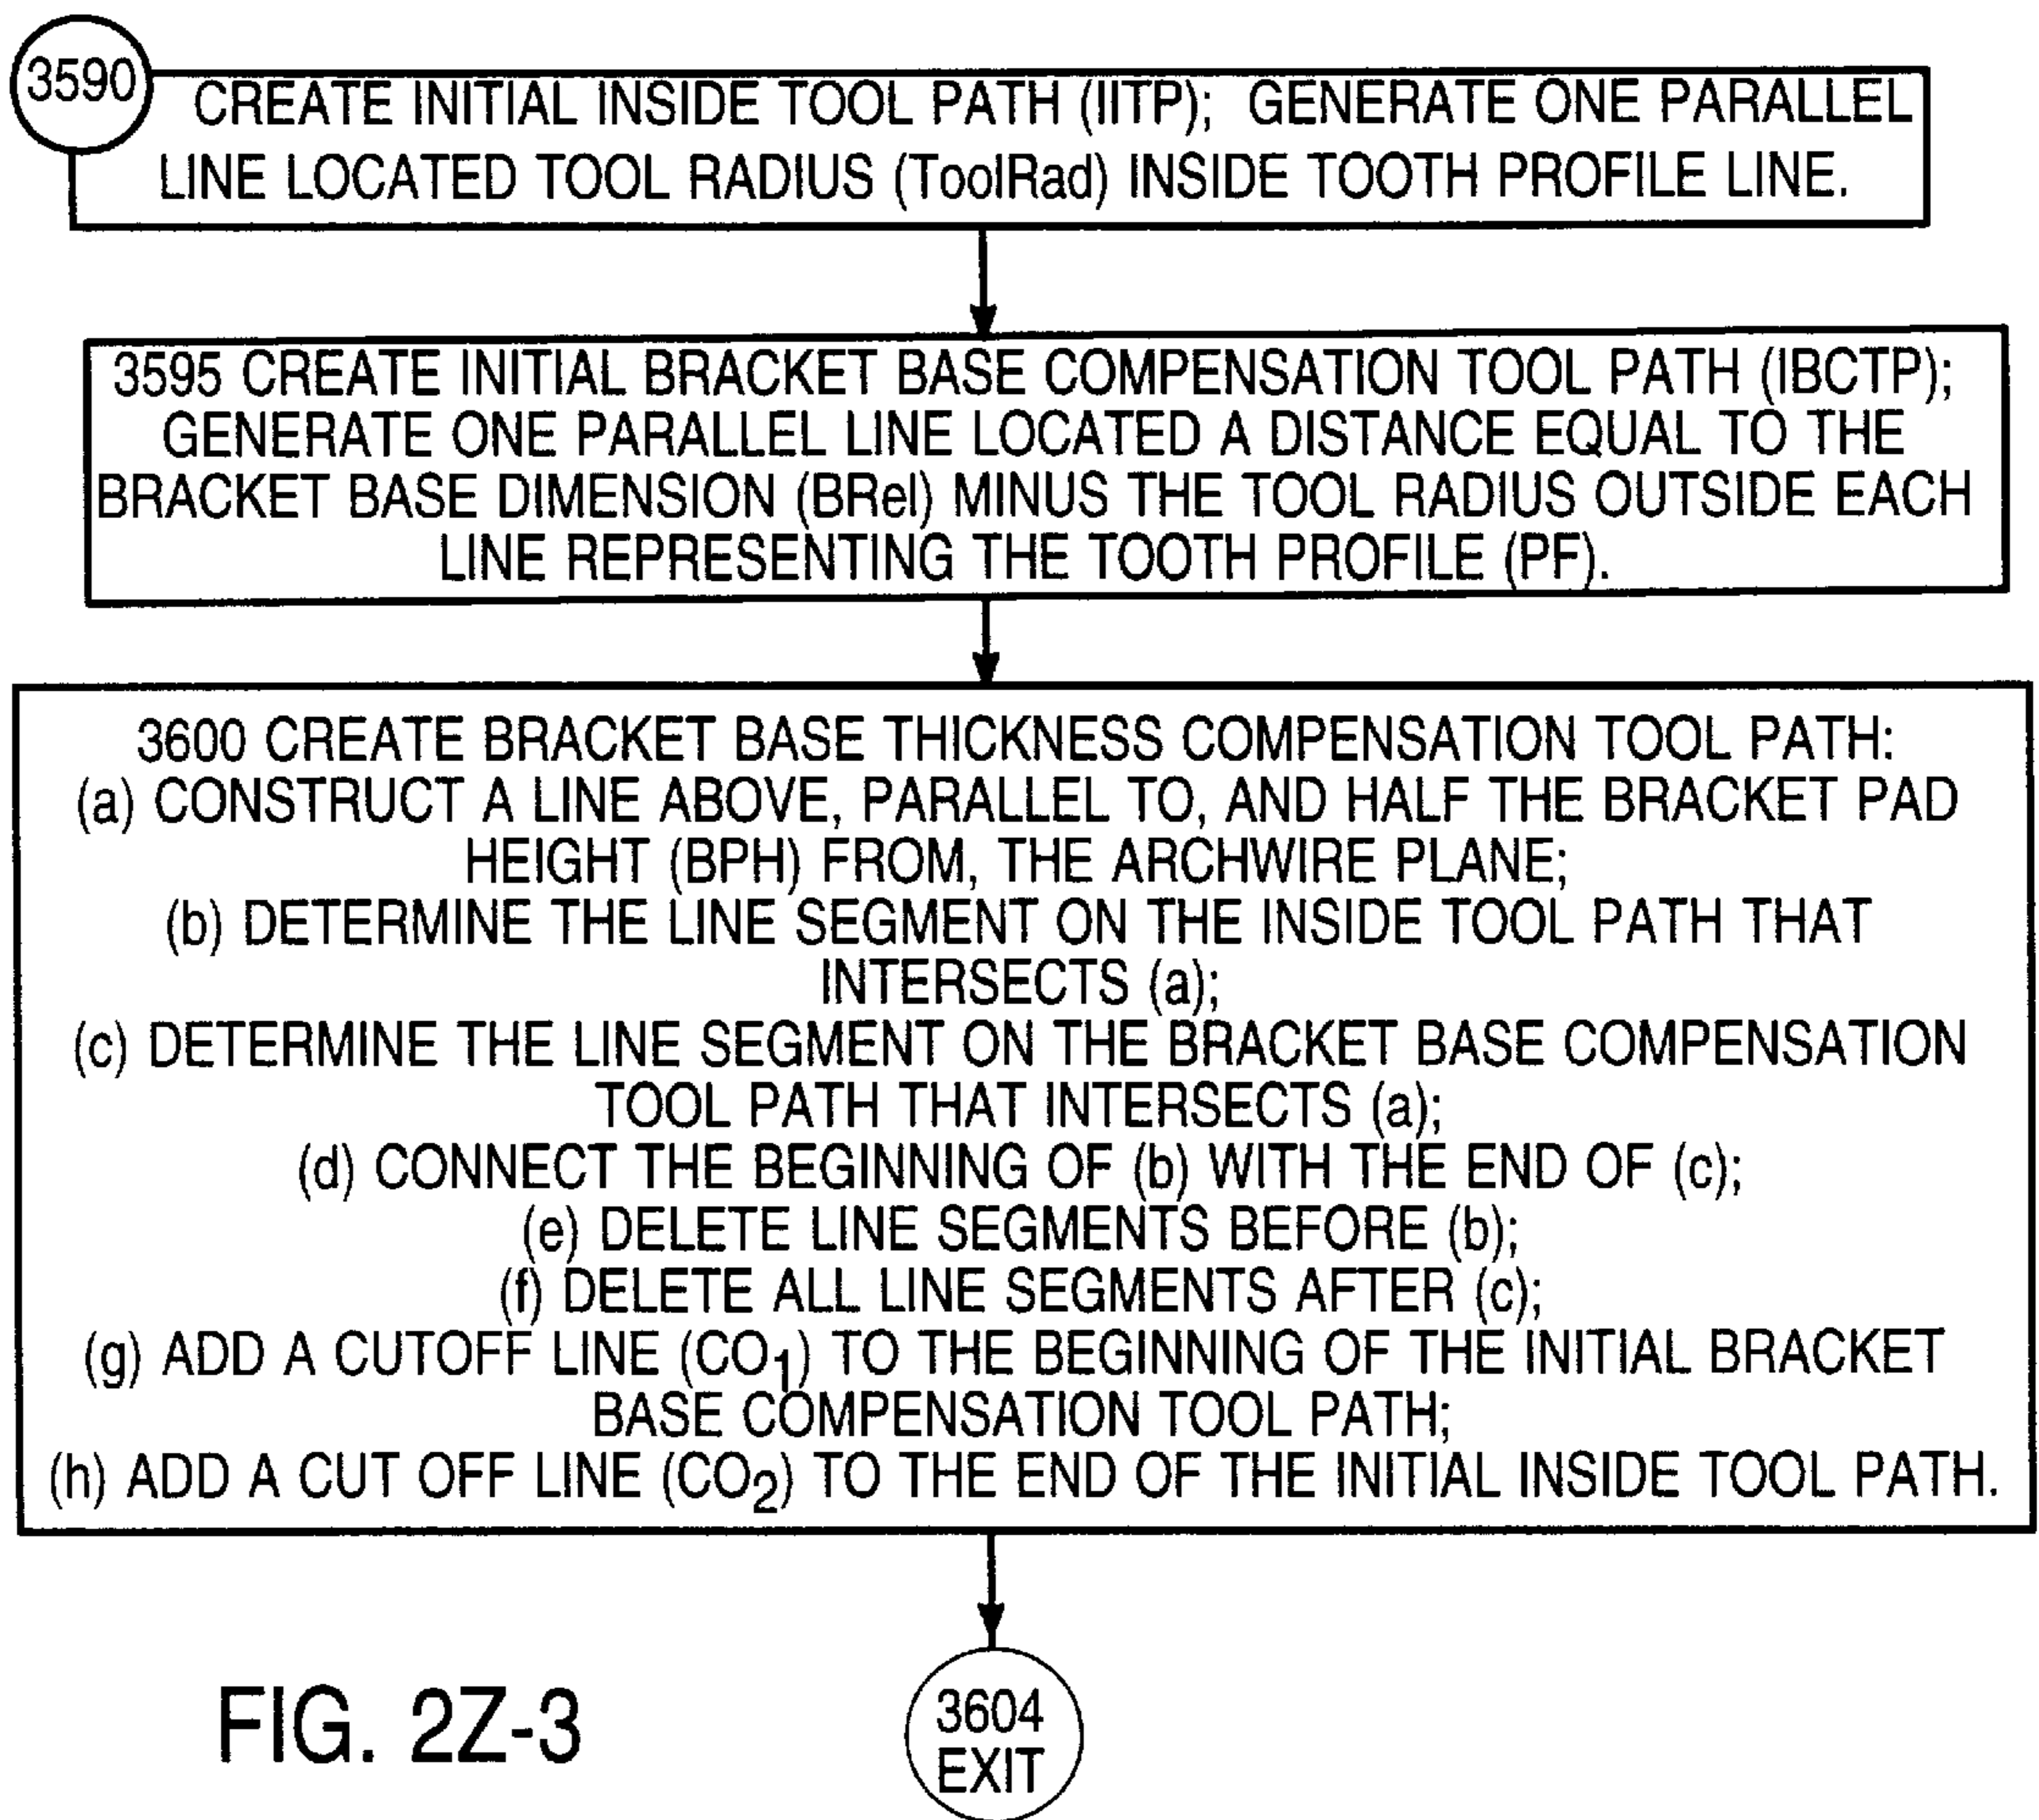 3590
CREATE INITIAL INSIDE TOOL PATH (IITP); GENERATE ONE PARALLEL
LINE LOCATED TOOL RADIUS (ToolRad) INSIDE TOOTH PROFILE LINE.
3595 CREATE INITIAL BRACKET BASE COMPENSATION TOOL PATH (IBCTP);
GENERATE ONE PARALLEL LINE LOCATED A DISTANCE EQUAL TO THE
BRACKET BASE DIMENSION (BRel) MINUS THE TOOL RADIUS OUTSIDE EACH
LINE REPRESENTING THE TOOTH PROFILE (PF).
3600 CREATE BRACKET BASE THICKNESS COMPENSATION TOOL PATH:
(a) CONSTRUCT A LINE ABOVE, PARALLEL TO, AND HALF THE BRACKET PAD
HEIGHT (BPH) FROM, THE ARCHWIRE PLANE;
(b) DETERMINE THE LINE SEGMENT ON THE INSIDE TOOL PATH THAT
INTERSECTS (a);
(c) DETERMINE THE LINE SEGMENT ON THE BRACKET BASE COMPENSATION
TOOL PATH THAT INTERSECTS (a);
(d) CONNECT THE BEGINNING OF (b) WITH THE END OF (c);
(e) DELETE LINE SEGMENTS BEFORE (b);
(f) DELETE ALL LINE SEGMENTS AFTER (c);
(g) ADD A CUTOFF LINE (CO₁) TO THE BEGINNING OF THE INITIAL BRACKET
BASE COMPENSATION TOOL PATH;
(h) ADD A CUT OFF LINE (CO₂) TO THE END OF THE INITIAL INSIDE TOOL PATH.
3604
EXIT
FIG. 2Z-3